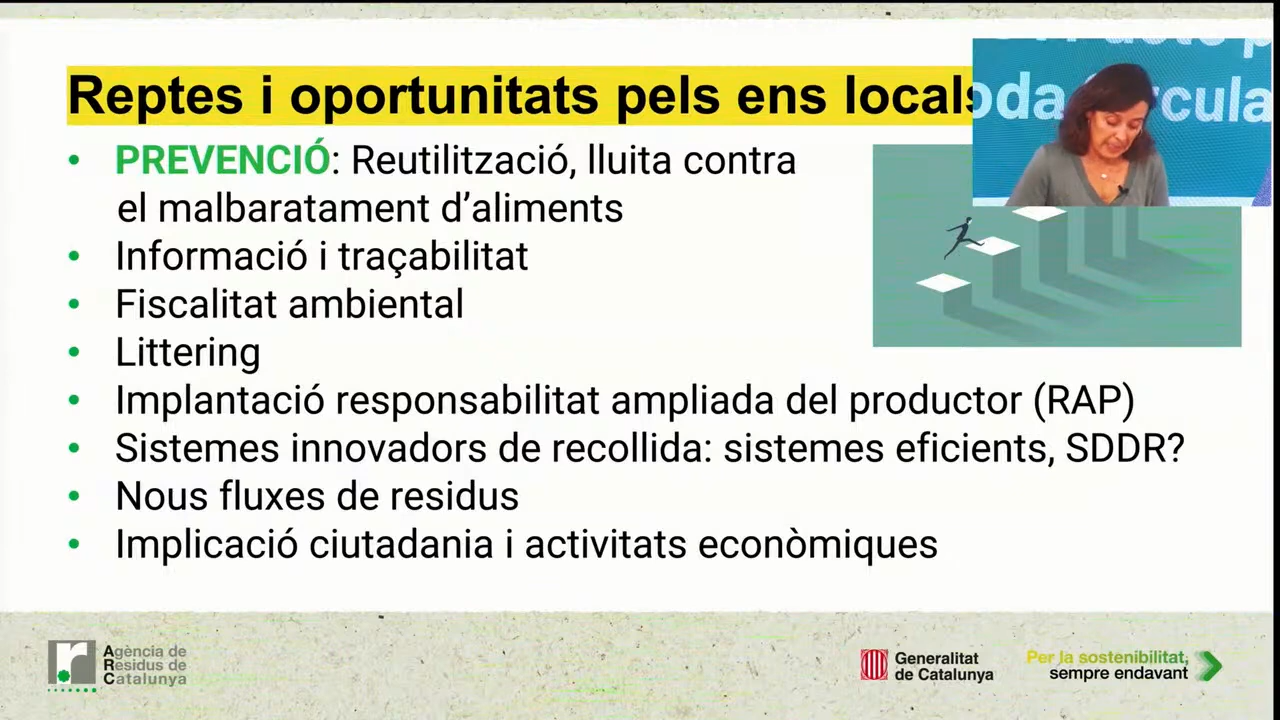 Reptes i oportunitats pels ens locals
oda
rcula
• PREVENCIÓ: Reutilització, lluita contra
el malbaratament d’aliments
• Informació i traçabilitat
• Fiscalitat ambiental
• Littering
• Implantació responsabilitat ampliada del productor (RAP)
• Sistemes innovadors de recollida: sistemes eficients, SDDR?
• Nous fluxes de residus
• Implicació ciutadania i activitats econòmiques
Agència de
Residus de
Catalunya
Generalitat
de Catalunya
Per la sostenibilitat,
sempre endavant